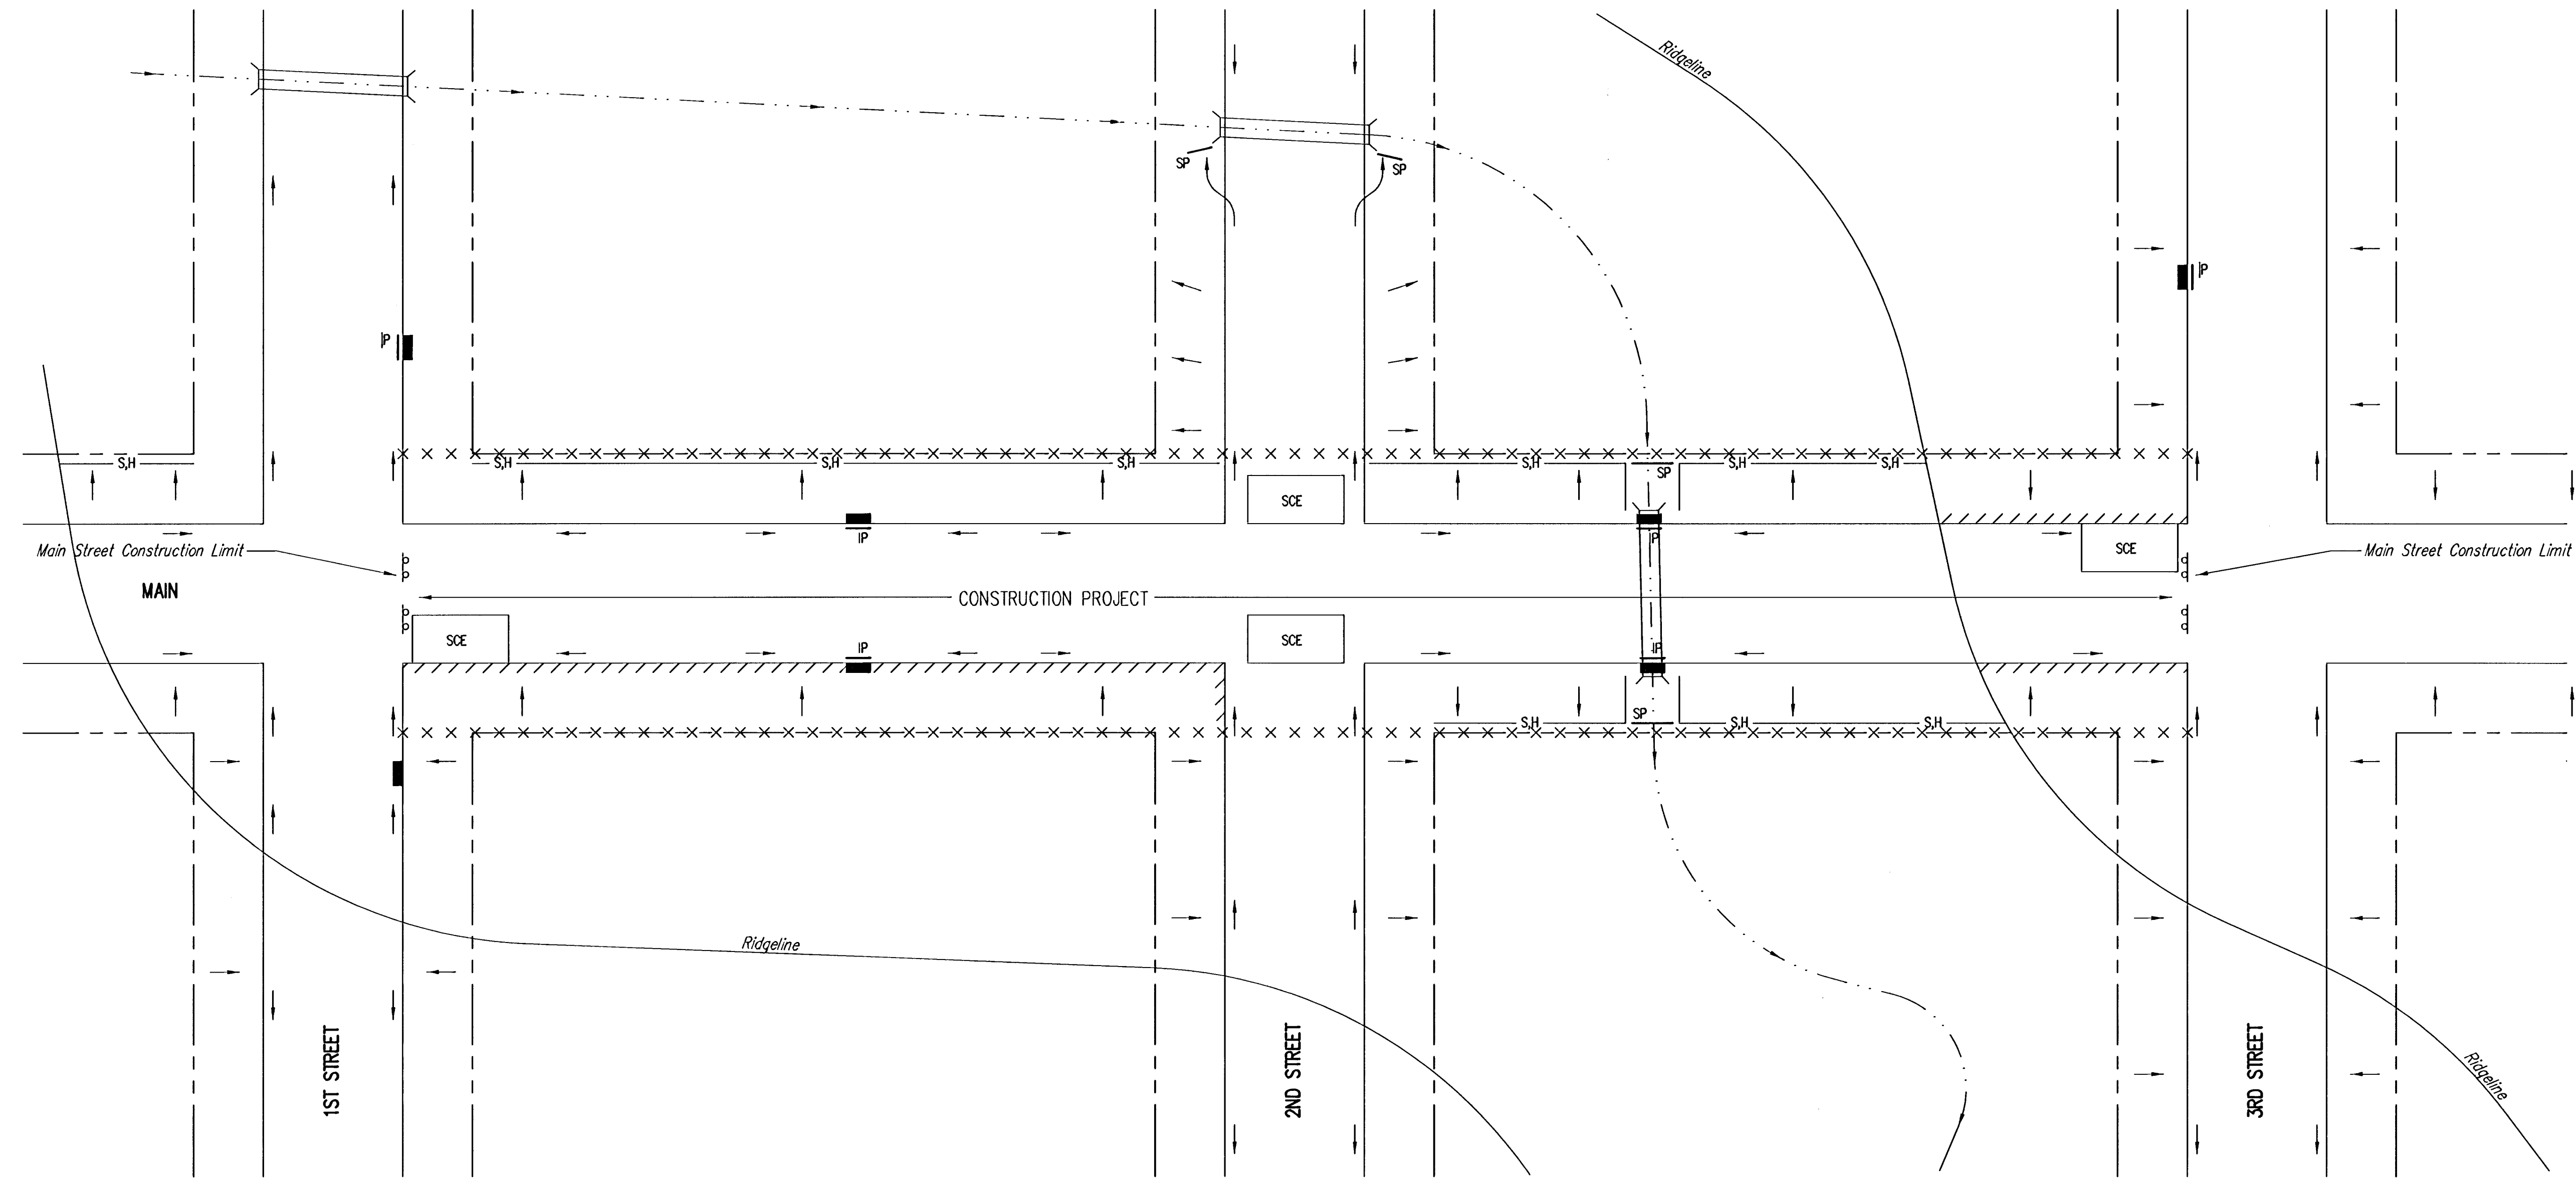 Ridgeline
SP
SP
IP
IP
S,H
S,H
S,H
S,H
S,H
SP
S,H
S,H
SCE
IP
IP
SCE
Main Street Construction Limit
Main Street Construction Limit
MAIN
CONSTRUCTION PROJECT
SCE
SCE
IP
IP
S,H
SP
S,H
S,H
Ridgeline
1ST STREET
2ND STREET
3RD STREET
Ridgeline